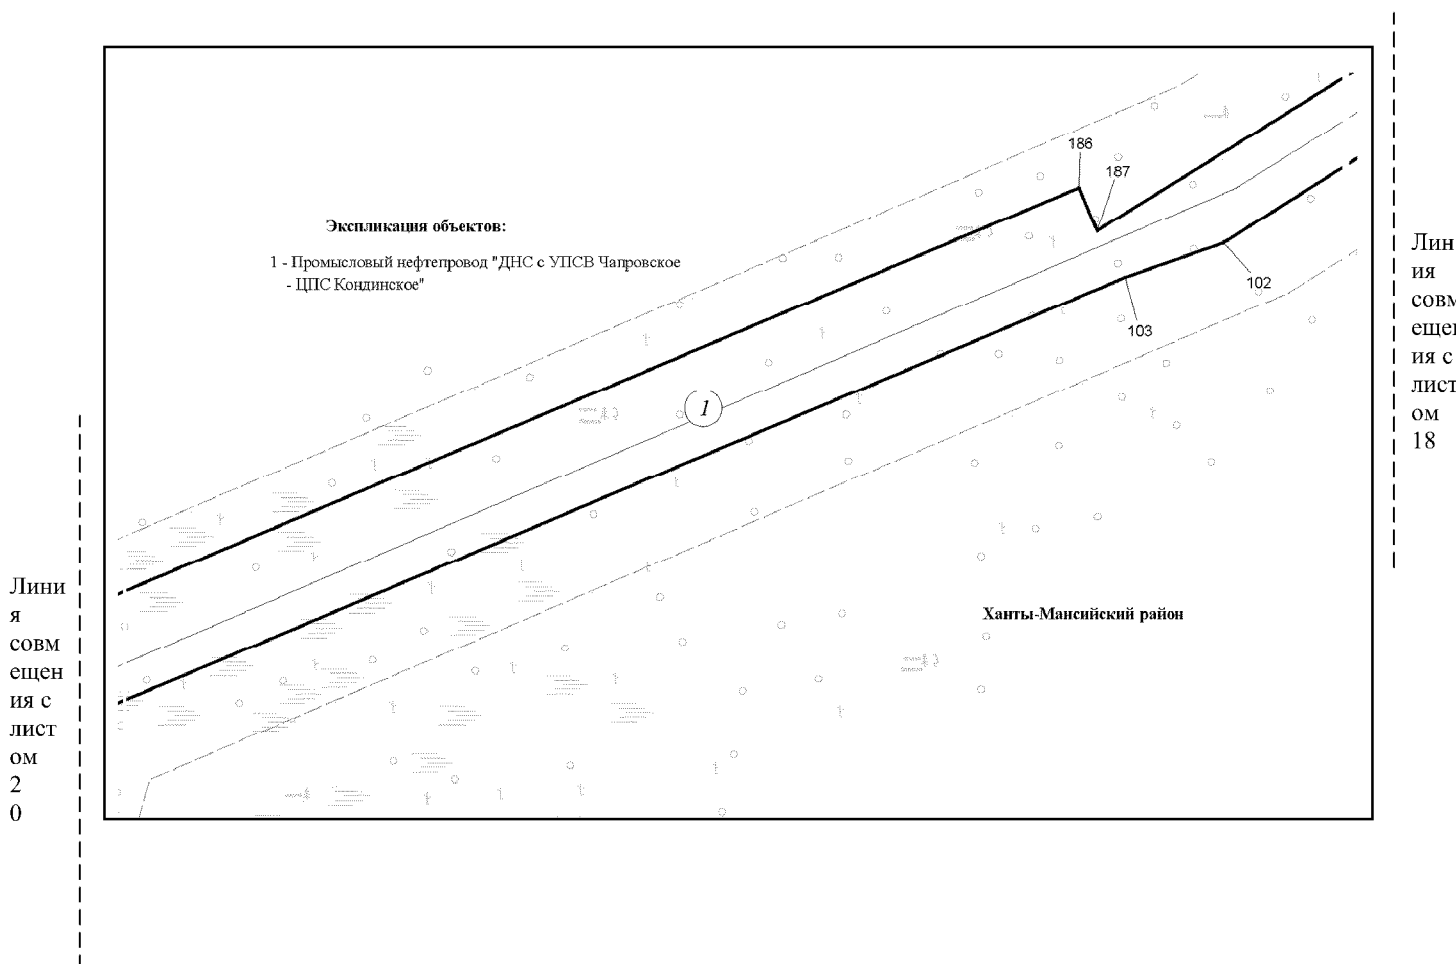 186
187
Экспликация объектов:
1 - Промысловый нефтепровод "ДНС с УПСВ Чапровское
- ЦПС Кондинское"
102
103
1
Лин
ия
совм
ещен
ия с
лист
ом
18
Лини
я
совм
ещен
ия с
лист
ом
2
0
Ханты-Мансийский район